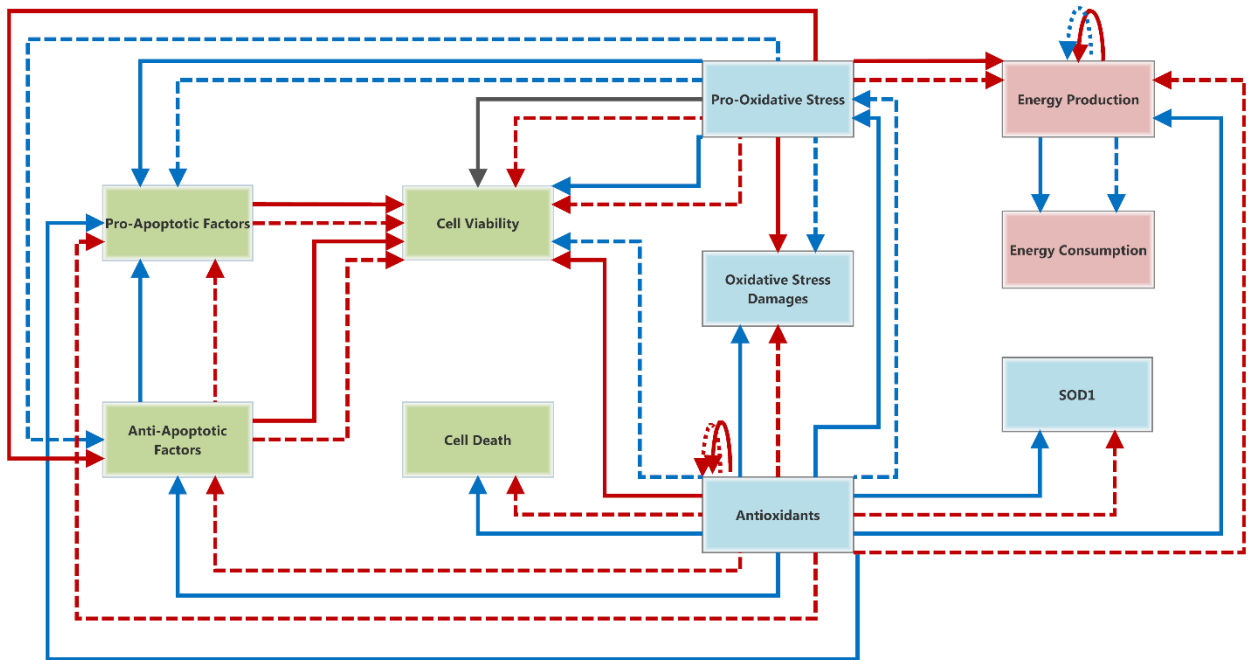 Pro-Oxidative Stress
Energy Production
Pro-Apoptotic Factors
Cell Viability
Energy Consumption
Oxidative Stress
Damages
SOD1
Anti-Apoptotic
Factors
Cell Death
Antioxidants